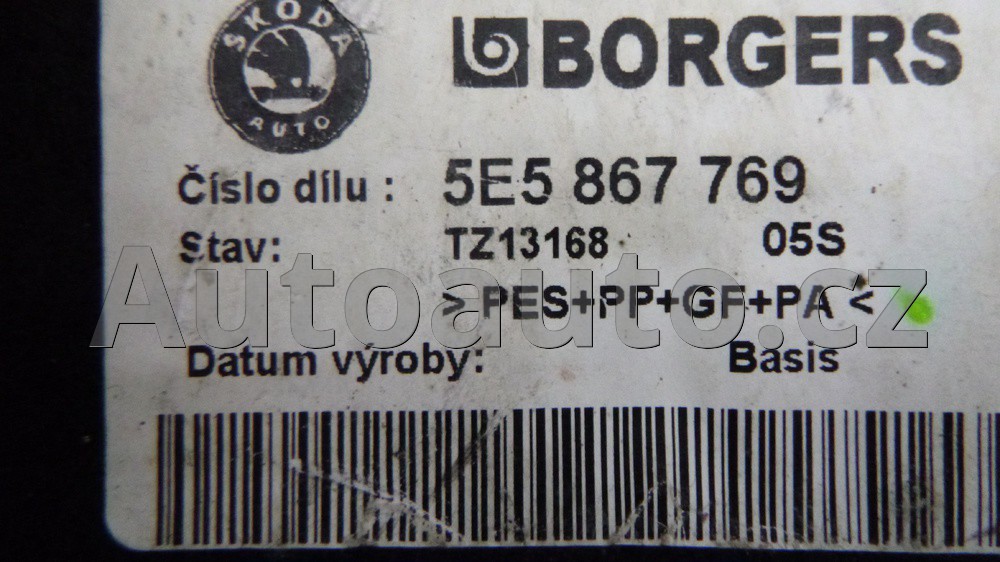 ŠKODA
AUTO
BORGERS
Číslo dílu : 5E5 867 769
Stav: TZ13168 05S
>PES+PP+GF+PA<
Autoauto.cz
Datum výroby: Basis